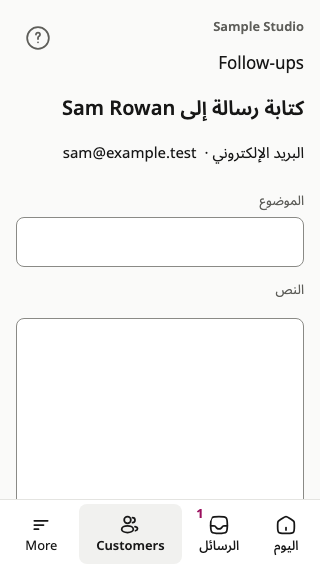 Sample Studio
Follow-ups
كتابة رسالة إلى Sam Rowan
البريد الإلكتروني · sam@example.test
الموضوع
النص
اليوم
1
الرسائل
Customers
More